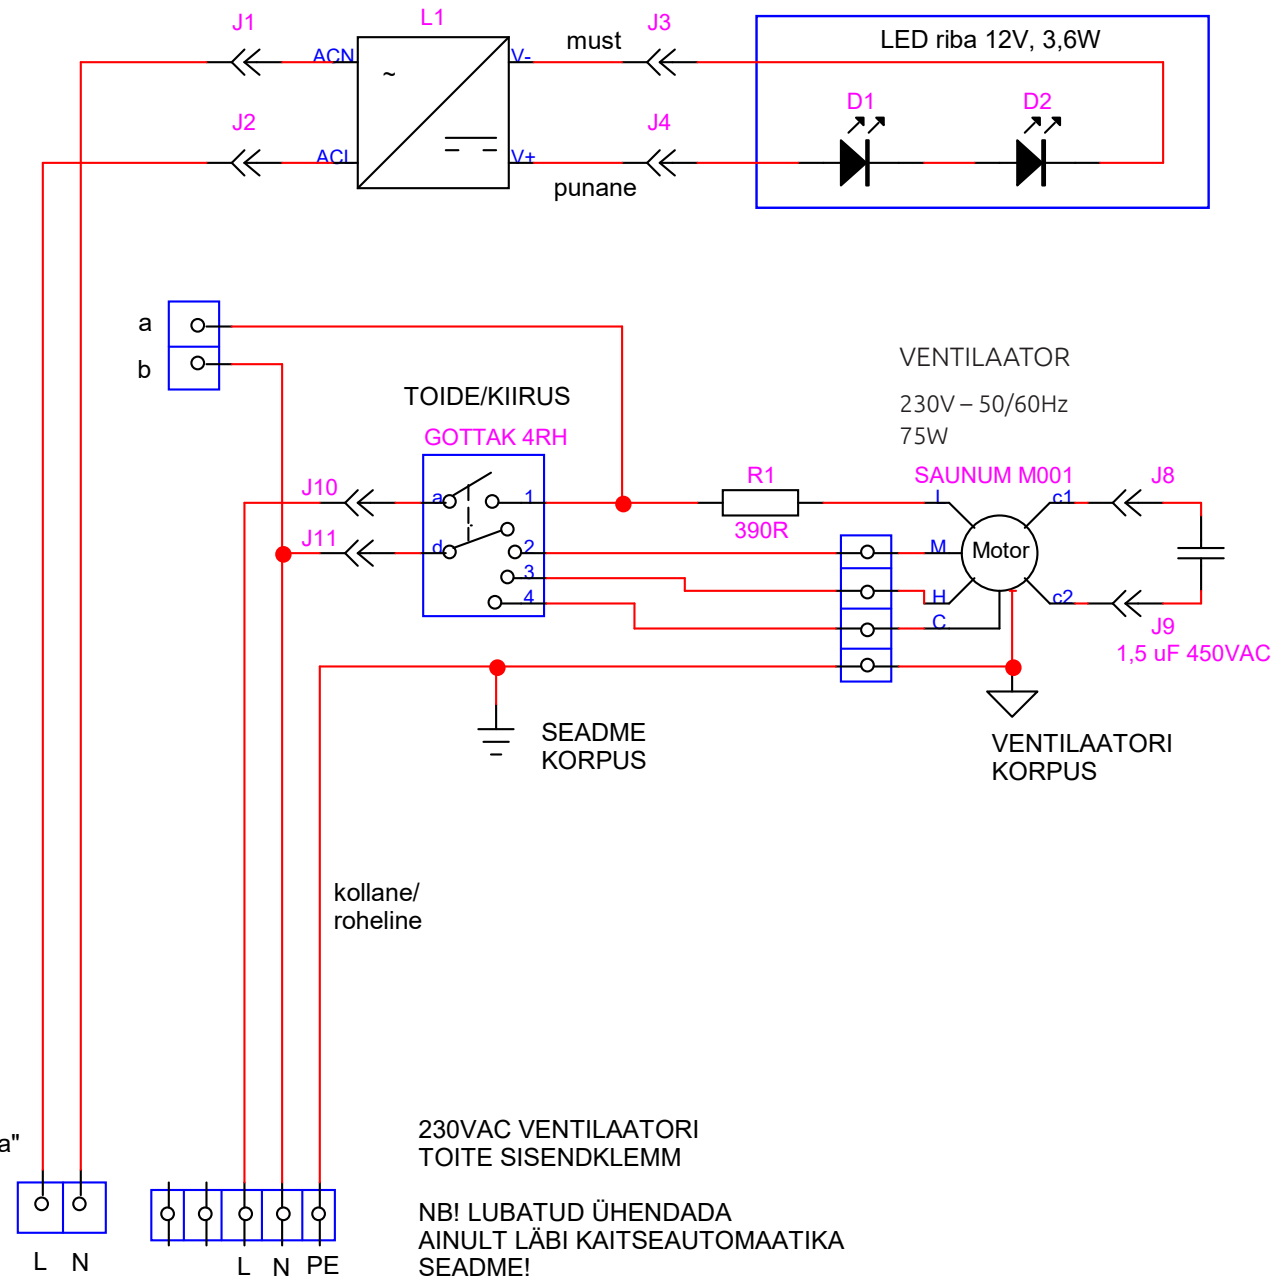 J1
L1
J3
must
LED riba 12V, 3,6W
ACN
~
V-
D1
D2
J2
J4
ACL
V+
punane
a
b
VENTILAATOR
230V – 50/60Hz
75W
TOIDE/KIIRUS
GOTTAK 4RH
J10
a
1
R1
390R
SAUNUM M001
L
c1
J8
J11
d
2
M
Motor
3
H
c2
4
C
J9
1,5 uF 450VAC
SEADME
KORPUS
VENTILAATORI
KORPUS
kollane/
roheline
a"
230VAC VENTILAATORI
TOITE SISENDKLEMM
NB! LUBATUD ÜHENDADA
AINULT LÄBI KAITSEAUTOMAATIKA
SEADME!
L N
L N PE